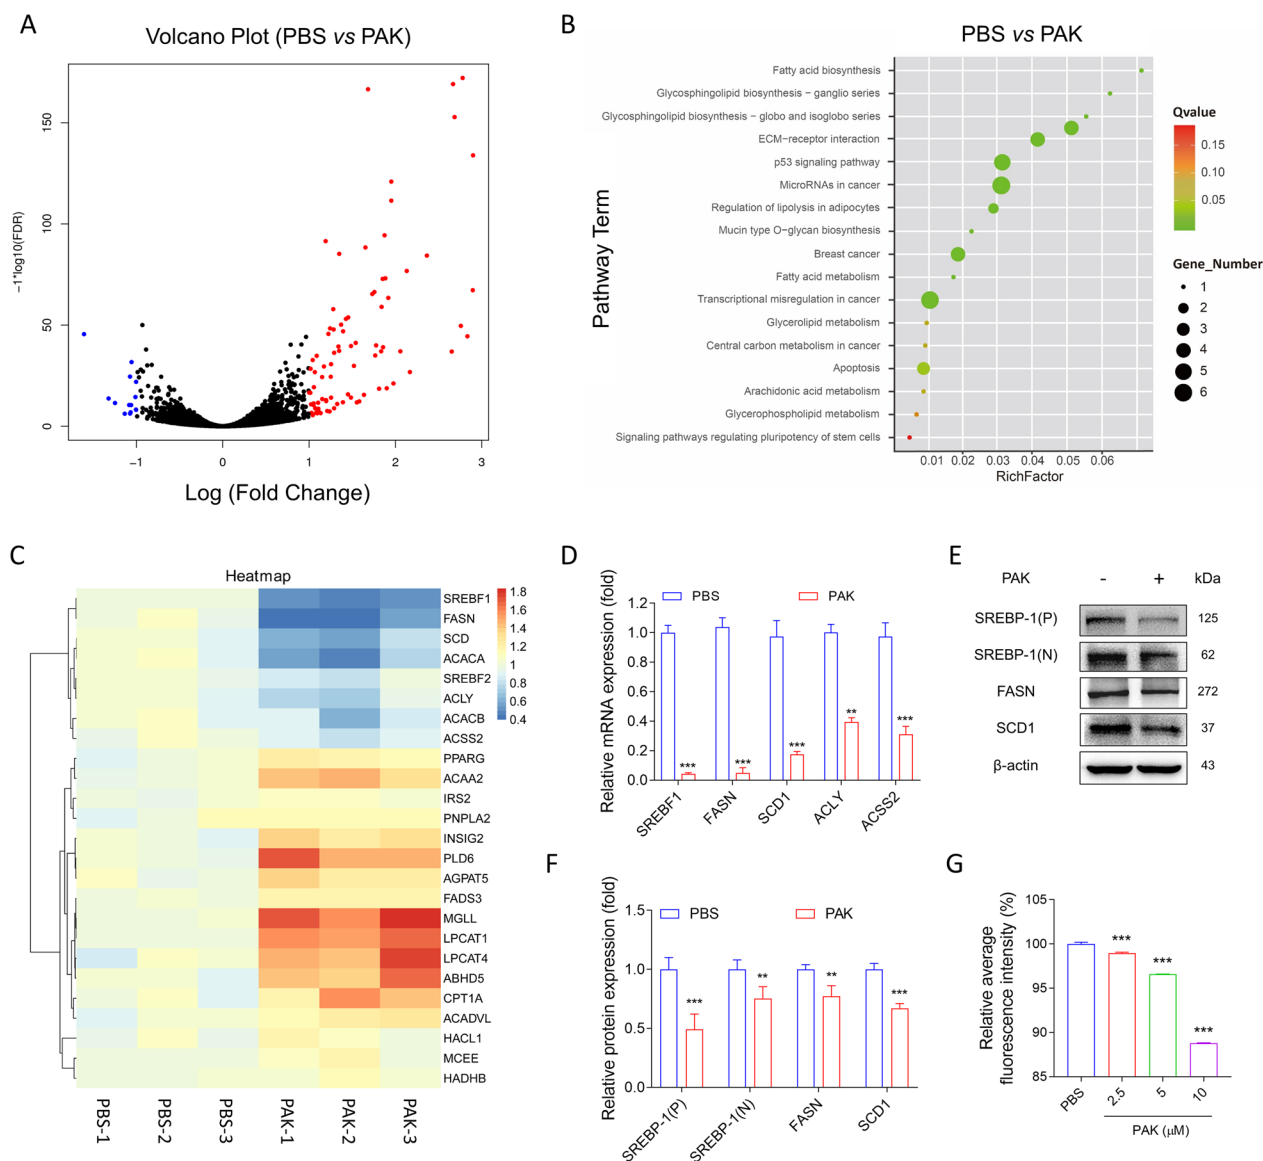 A
Volcano Plot (PBS vs PAK)
-1*log10(FDR)
150
100
50
0
-1
0
1
2
3
Log (Fold Change)
B
PBS vs PAK
Pathway Term
Fatty acid biosynthesis
Glycosphingolipid biosynthesis − ganglio series
Glycosphingolipid biosynthesis − globo and isoglobo series
ECM−receptor interaction
p53 signaling pathway
MicroRNAs in cancer
Regulation of lipolysis in adipocytes
Mucin type O−glycan biosynthesis
Breast cancer
Fatty acid metabolism
Transcriptional misregulation in cancer
Glycerolipid metabolism
Central carbon metabolism in cancer
Apoptosis
Arachidonic acid metabolism
Glycerophospholipid metabolism
Signaling pathways regulating pluripotency of stem cells
0.01 0.02 0.03 0.04 0.05 0.06
RichFactor
Qvalue
0.15
0.10
0.05
Gene_Number
1
2
3
4
5
6
C
Heatmap
SREBF1
FASN
SCD
ACACA
SREBF2
ACLY
ACACB
ACSS2
PPARG
ACAA2
IRS2
PNPLA2
INSIG2
PLD6
AGPAT5
FADS3
MGLL
LPCAT1
LPCAT4
ABHD5
CPT1A
ACADVL
HACL1
MCEE
HADHB
1.8
1.6
1.4
1.2
1
0.8
0.6
0.4
PBS-1
PBS-2
PBS-3
PAK-1
PAK-2
PAK-3
D
Relative mRNA expression (fold)
PBS
PAK
1.2
1.0
0.8
0.6
0.4
0.2
0.0
***
***
***
**
***
SREBF1
FASN
SCD1
ACLY
ACSS2
E
PAK - + kDa
SREBP-1(P) 125
SREBP-1(N) 62
FASN 272
SCD1 37
β-actin 43
F
Relative protein expression (fold)
PBS
PAK
1.5
1.0
0.5
0.0
***
**
**
***
SREBP-1(P)
SREBP-1(N)
FASN
SCD1
G
Relative average
fluorescence intensity (%)
105
100
95
90
85
***
***
***
PBS
2.5
5
10
PAK (μM)